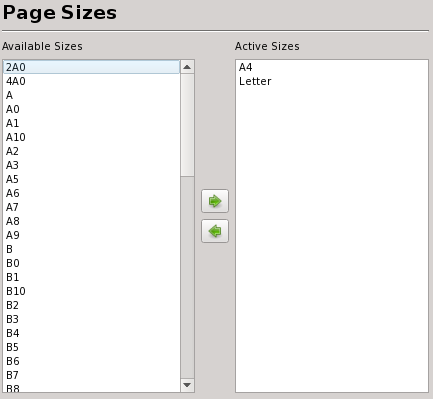 Page Sizes
Available Sizes
2A0
4A0
A
A0
A1
A10
A2
A3
A5
A6
A7
A8
A9
B
B0
B1
B10
B2
B3
B4
B5
B6
B7
B8
Active Sizes
A4
Letter